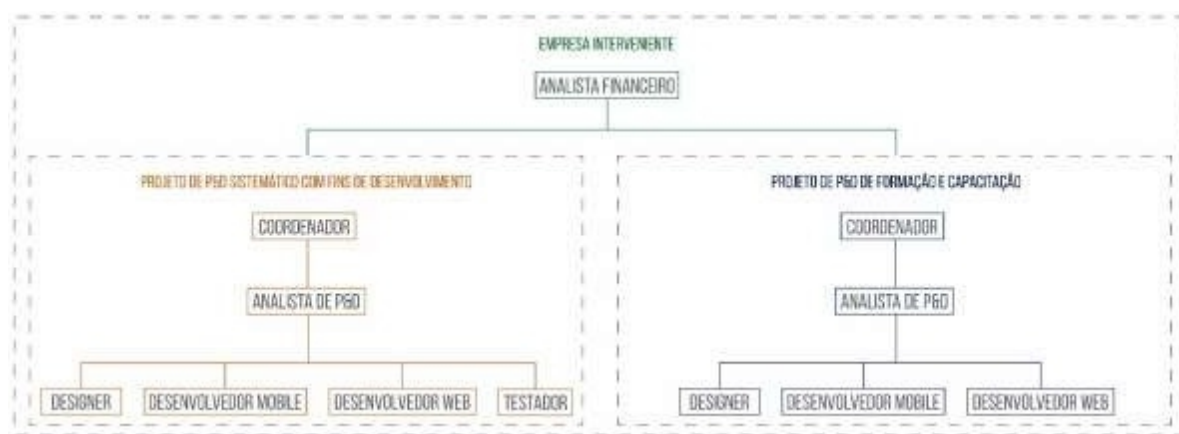 EMPRESA INTERVENIENTE
ANALISTA FINANCEIRO
PROJETO DE P&D SISTEMÁTICO COM FINS DE DESENVOLVIMENTO
COORDENADOR
ANALISTA DE P&D
DESIGNER
DESENVOLVEDOR MOBILE
DESENVOLVEDOR WEB
TESTADOR
PROJETO DE P&D DE FORMAÇÃO E CAPACITAÇÃO
COORDENADOR
ANALISTA DE P&D
DESIGNER
DESENVOLVEDOR MOBILE
DESENVOLVEDOR WEB